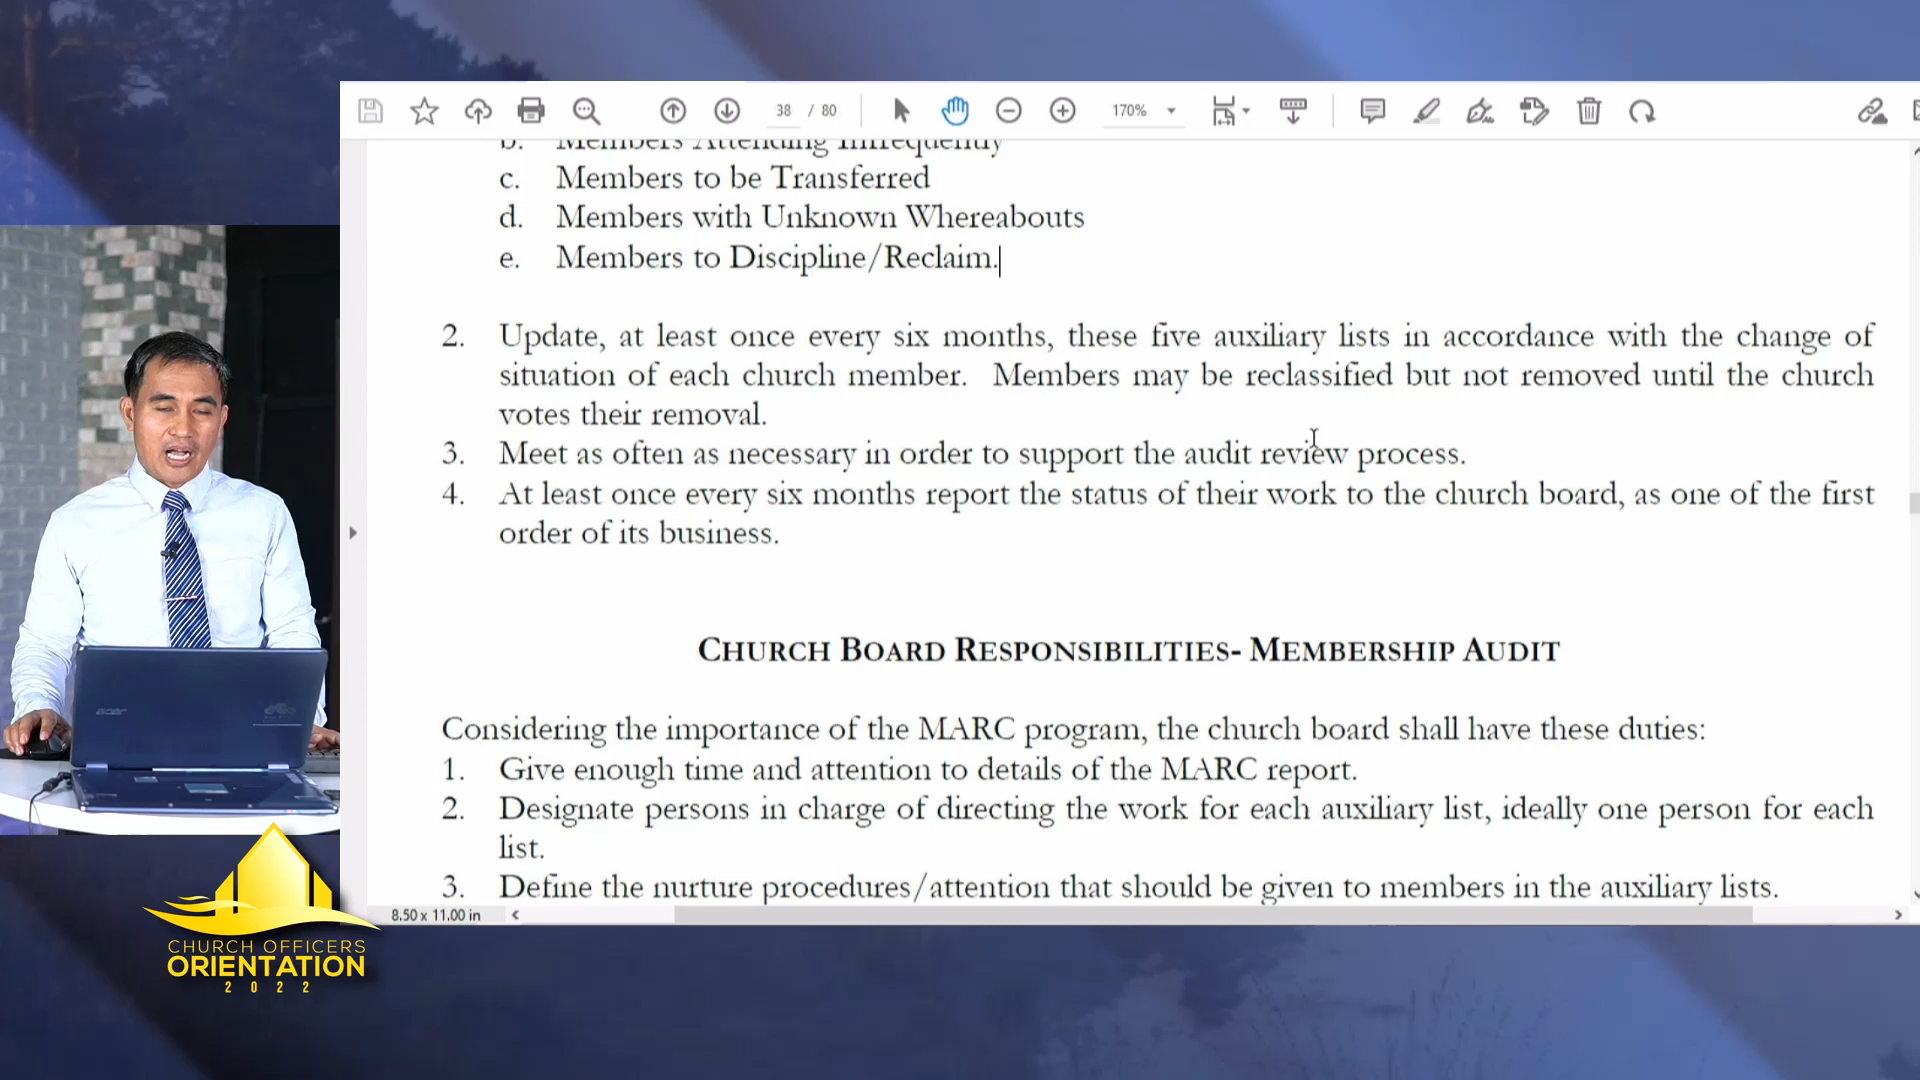 38 / 80
170%
b. Members Attending Infrequently
c. Members to be Transferred
d. Members with Unknown Whereabouts
e. Members to Discipline/Reclaim.
2. Update, at least once every six months, these five auxiliary lists in accordance with the change of
situation of each church member. Members may be reclassified but not removed until the church
votes their removal.
3. Meet as often as necessary in order to support the audit review process.
4. At least once every six months report the status of their work to the church board, as one of the first
order of its business.
CHURCH BOARD RESPONSIBILITIES- MEMBERSHIP AUDIT
Considering the importance of the MARC program, the church board shall have these duties:
1. Give enough time and attention to details of the MARC report.
2. Designate persons in charge of directing the work for each auxiliary list, ideally one person for each
list.
3. Define the nurture procedures/attention that should be given to members in the auxiliary lists.
8.50 x 11.00 in
acer
CHURCH OFFICERS
ORIENTATION
2022